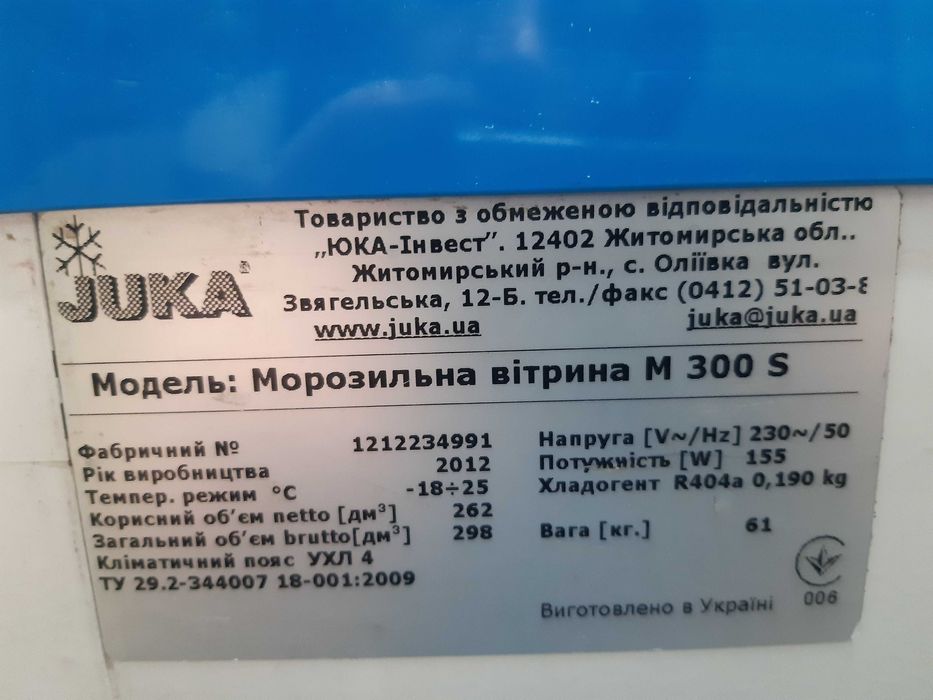 JUKA®
Товариство з обмеженою відповідальністю
„ЮКА-Інвест”. 12402 Житомирська обл..
Житомирський р-н., с. Оліївка вул.
Звягельська, 12-Б. тел./факс (0412) 51-03-8
www.juka.ua
juka@juka.ua
Модель: Морозильна вітрина M 300 S
Фабричний № 1212234991
Рік виробництва 2012
Темпер. режим °C -18÷25
Корисний об’єм netto [дм³] 262
Загальний об’єм brutto[дм³] 298
Кліматичний пояс УХЛ 4
ТУ 29.2-344007 18-001:2009
Напруга [V~/Hz] 230~/50
Потужність [W] 155
Хладогент R404a 0,190 kg
Вага [кг.] 61
006
Виготовлено в Україні